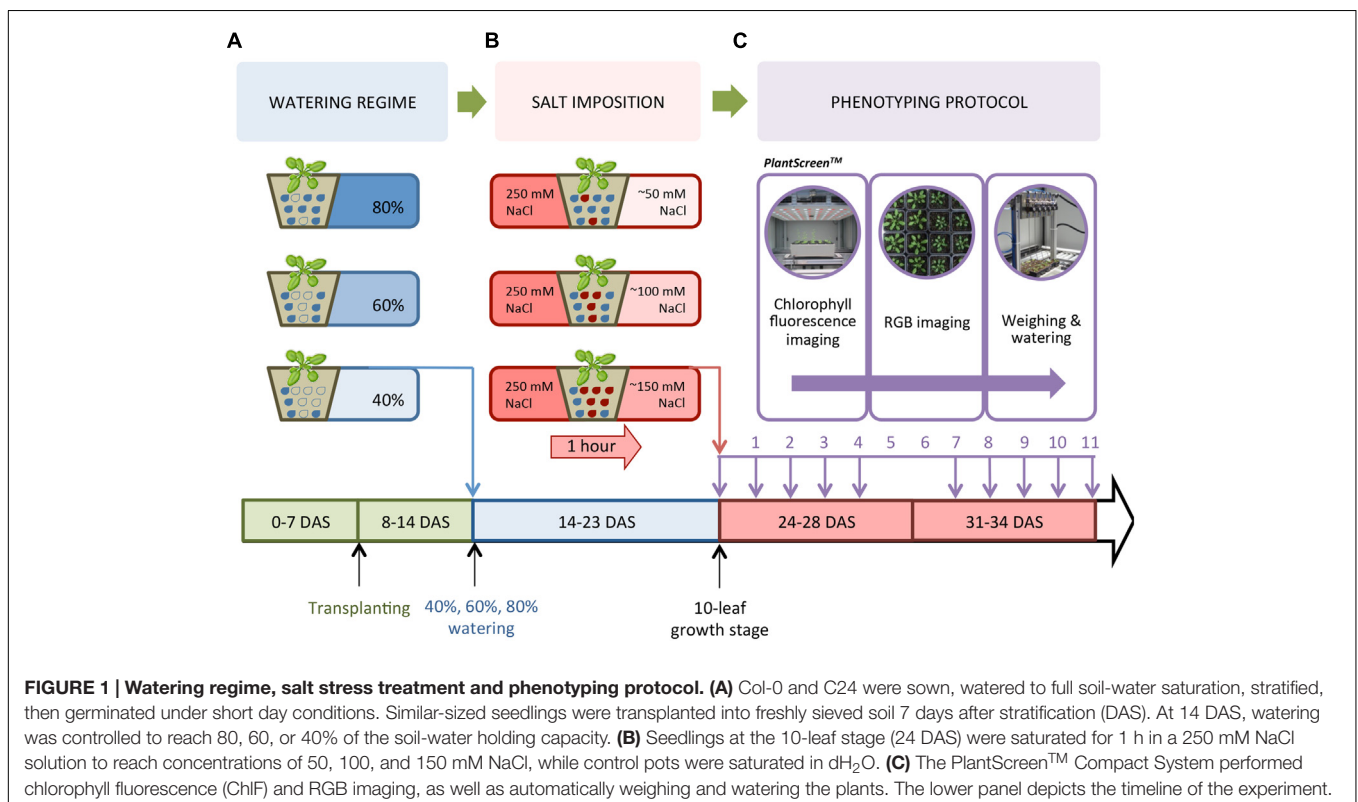 A
B
C
WATERING REGIME
SALT IMPOSITION
PHENOTYPING PROTOCOL
80%
60%
40%
250 mM
NaCl
~50 mM
NaCl
250 mM
NaCl
~100 mM
NaCl
250 mM
NaCl
~150 mM
NaCl
1 hour
PlantScreen™
Chlorophyll
fluorescence
imaging
RGB imaging
Weighing &
watering
1 2 3 4 5 6 7 8 9 10 11
0-7 DAS
8-14 DAS
14-23 DAS
24-28 DAS
31-34 DAS
Transplanting
40%, 60%, 80%
watering
10-leaf
growth stage
FIGURE 1 | Watering regime, salt stress treatment and phenotyping protocol. (A) Col-0 and C24 were sown, watered to full soil-water saturation, stratified,
then germinated under short day conditions. Similar-sized seedlings were transplanted into freshly sieved soil 7 days after stratification (DAS). At 14 DAS, watering
was controlled to reach 80, 60, or 40% of the soil-water holding capacity. (B) Seedlings at the 10-leaf stage (24 DAS) were saturated for 1 h in a 250 mM NaCl
solution to reach concentrations of 50, 100, and 150 mM NaCl, while control pots were saturated in dH₂O. (C) The PlantScreen™ Compact System performed
chlorophyll fluorescence (ChlF) and RGB imaging, as well as automatically weighing and watering the plants. The lower panel depicts the timeline of the experiment.